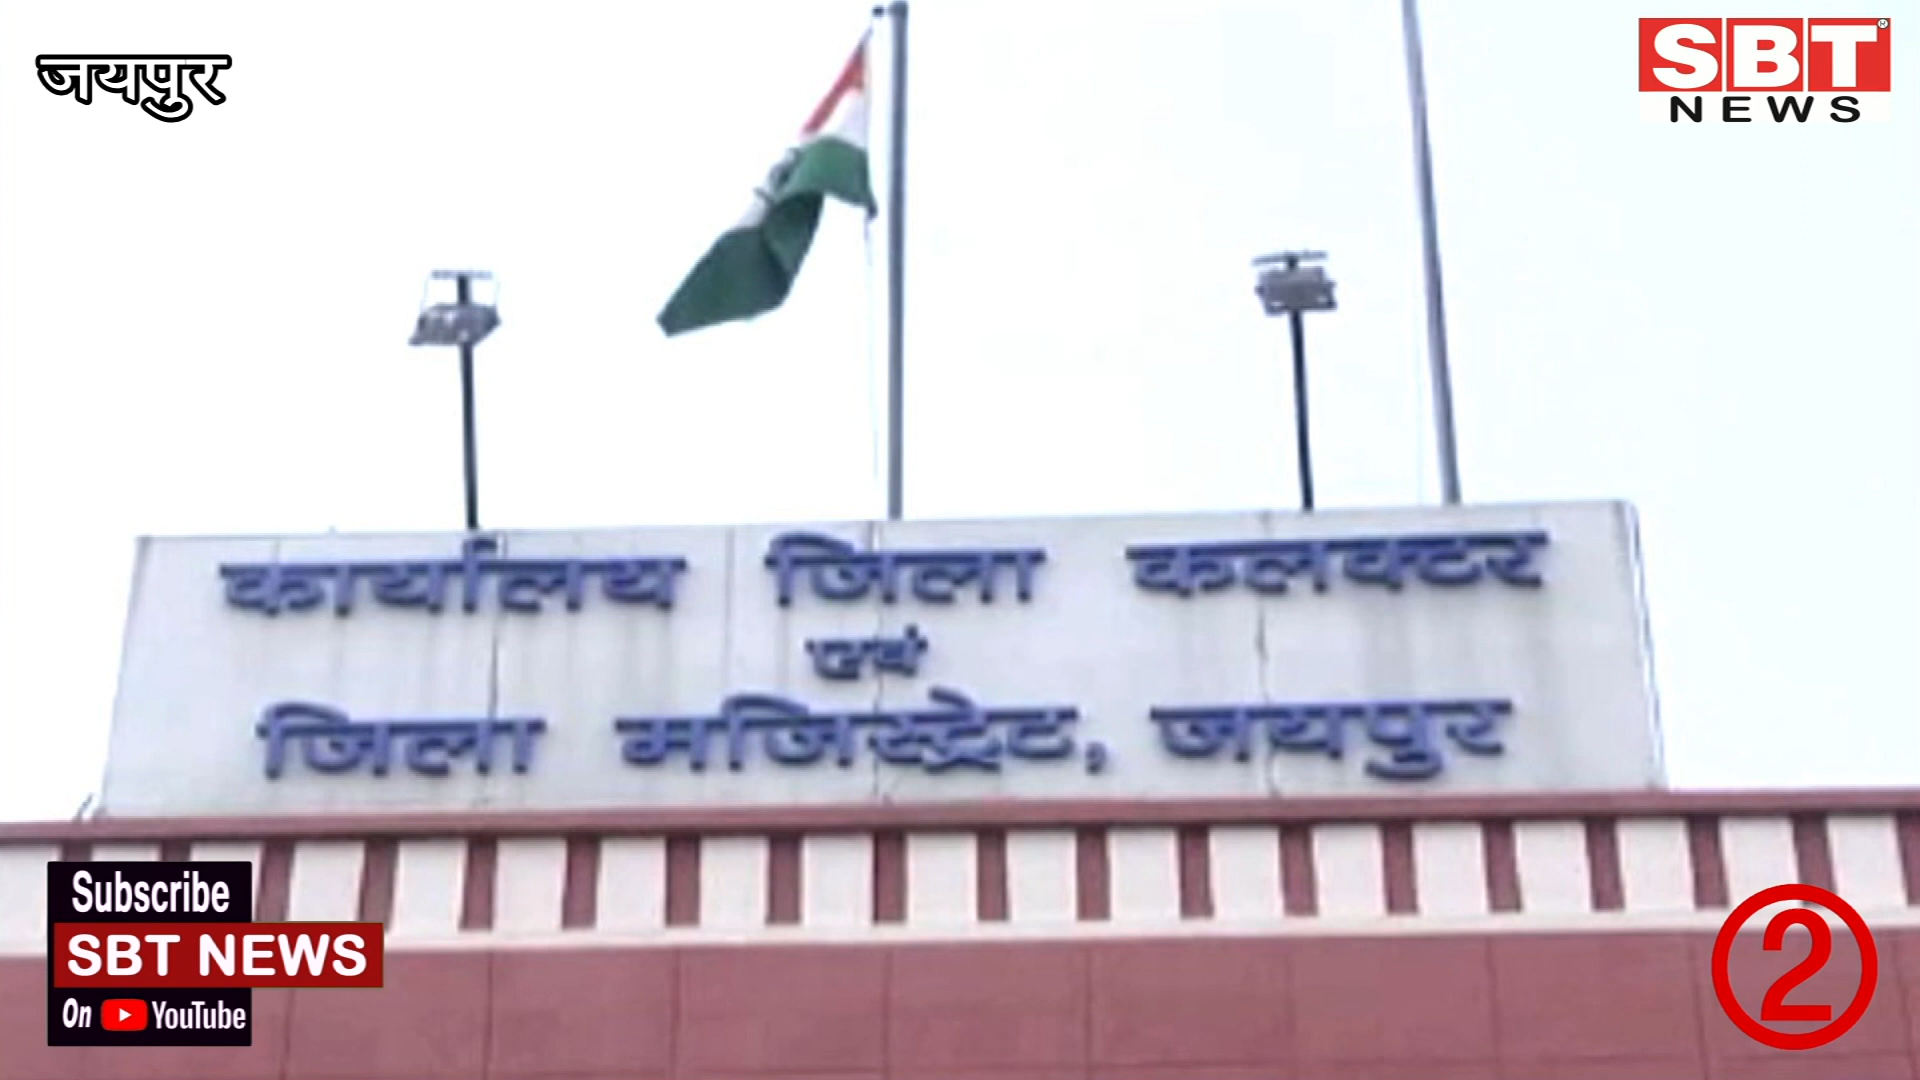 जयपुर
SBT
NEWS
कार्यालय जिला कलक्टर
एवं
जिला मजिस्ट्रेट, जयपुर
Subscribe
SBT NEWS
On YouTube
2